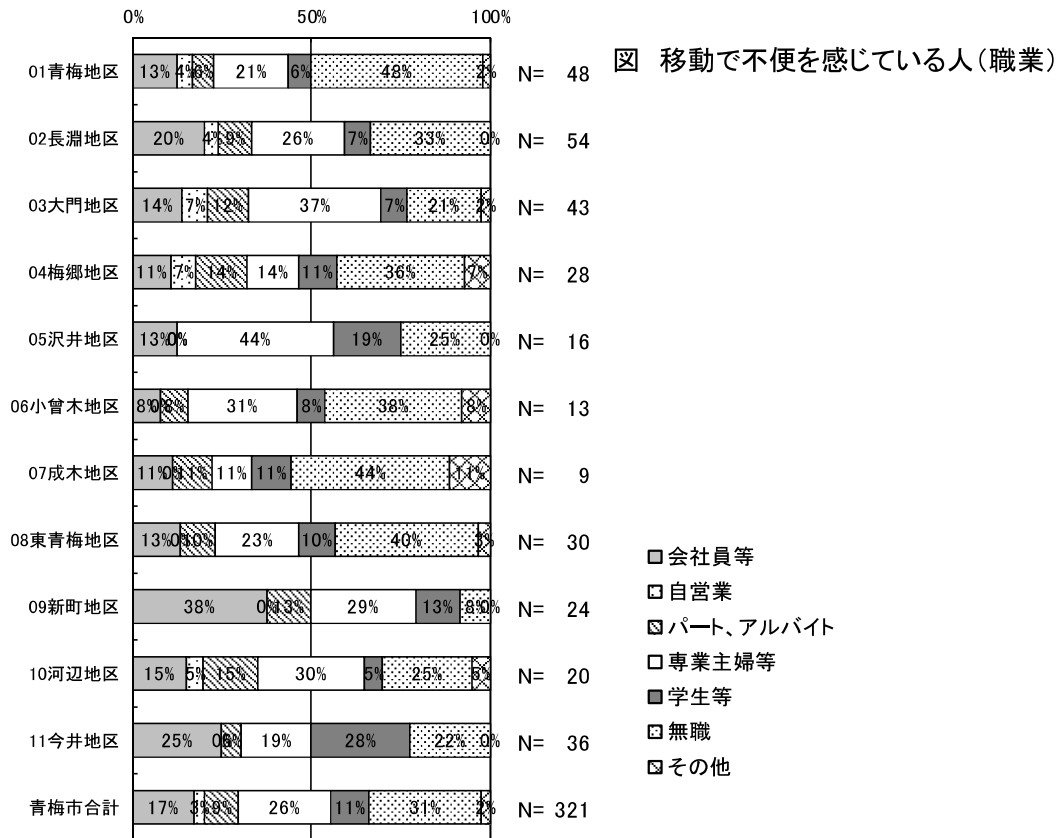 0% 50% 100%
図 移動で不便を感じている人（職業）
01青梅地区 13% 4% 6% 21% 6% 48% 2% N= 48
02長淵地区 20% 4% 9% 26% 7% 33% 0% N= 54
03大門地区 14% 7% 12% 37% 7% 21% 2% N= 43
04梅郷地区 11% 7% 14% 14% 11% 36% 7% N= 28
05沢井地区 13% 0% 44% 19% 25% 0% N= 16
06小曾木地区 8% 0% 8% 31% 8% 38% 8% N= 13
07成木地区 11% 0% 11% 11% 11% 44% 11% N= 9
08東青梅地区 13% 0% 10% 23% 10% 40% 3% N= 30
09新町地区 38% 0% 13% 29% 13% 8% 0% N= 24
10河辺地区 15% 5% 15% 30% 5% 25% 5% N= 20
11今井地区 25% 0% 6% 19% 28% 22% 0% N= 36
青梅市合計 17% 3% 9% 26% 11% 31% 2% N= 321
会社員等
自営業
パート、アルバイト
専業主婦等
学生等
無職
その他